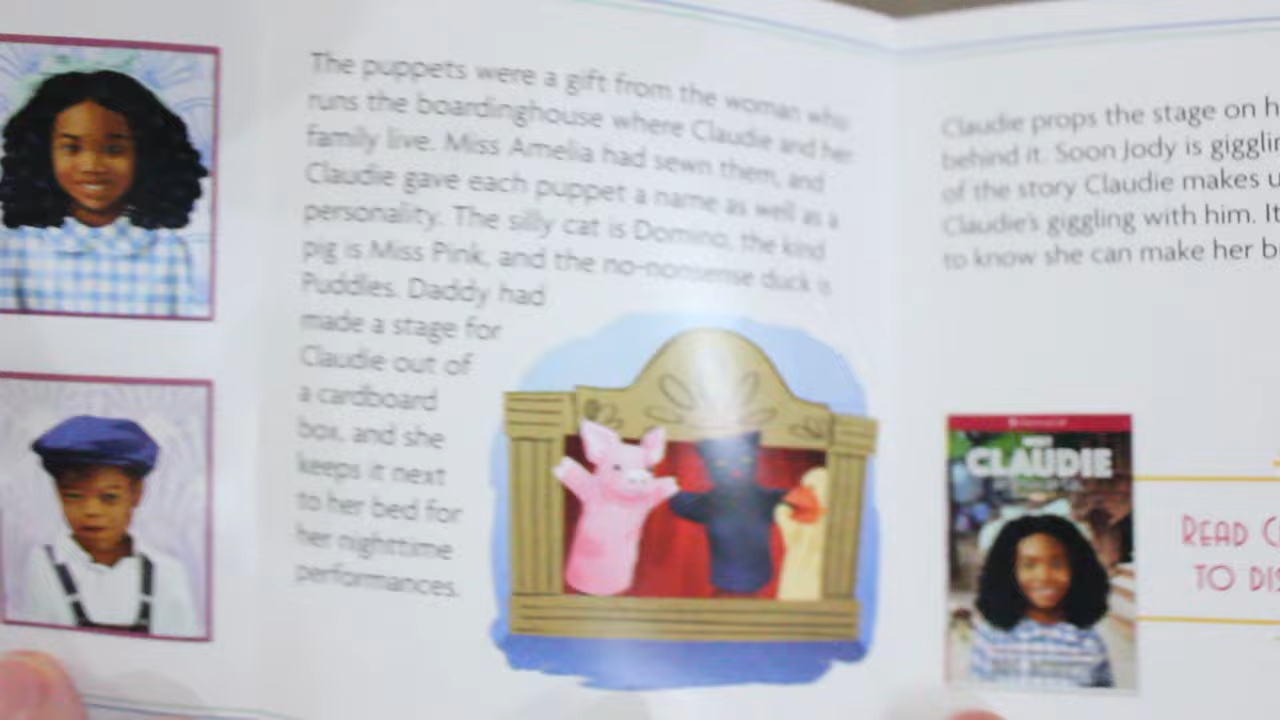 The puppets were a gift from the woman who
runs the boardinghouse where Claudie and her
family live. Miss Amelia had sewn them, and
Claudie gave each puppet a name as well as a
personality. The silly cat is Domino, the kind
pig is Miss Pink, and the no-nonsense duck is
Puddles. Daddy had
made a stage for
Claudie out of
a cardboard
box, and she
keeps it next
to her bed for
her nighttime
performances.
Claudie props the stage on h
behind it. Soon Jody is giggli
of the story Claudie makes u
Claudie's giggling with him. It
to know she can make her b
CLAUDIE
READ C
TO DIS